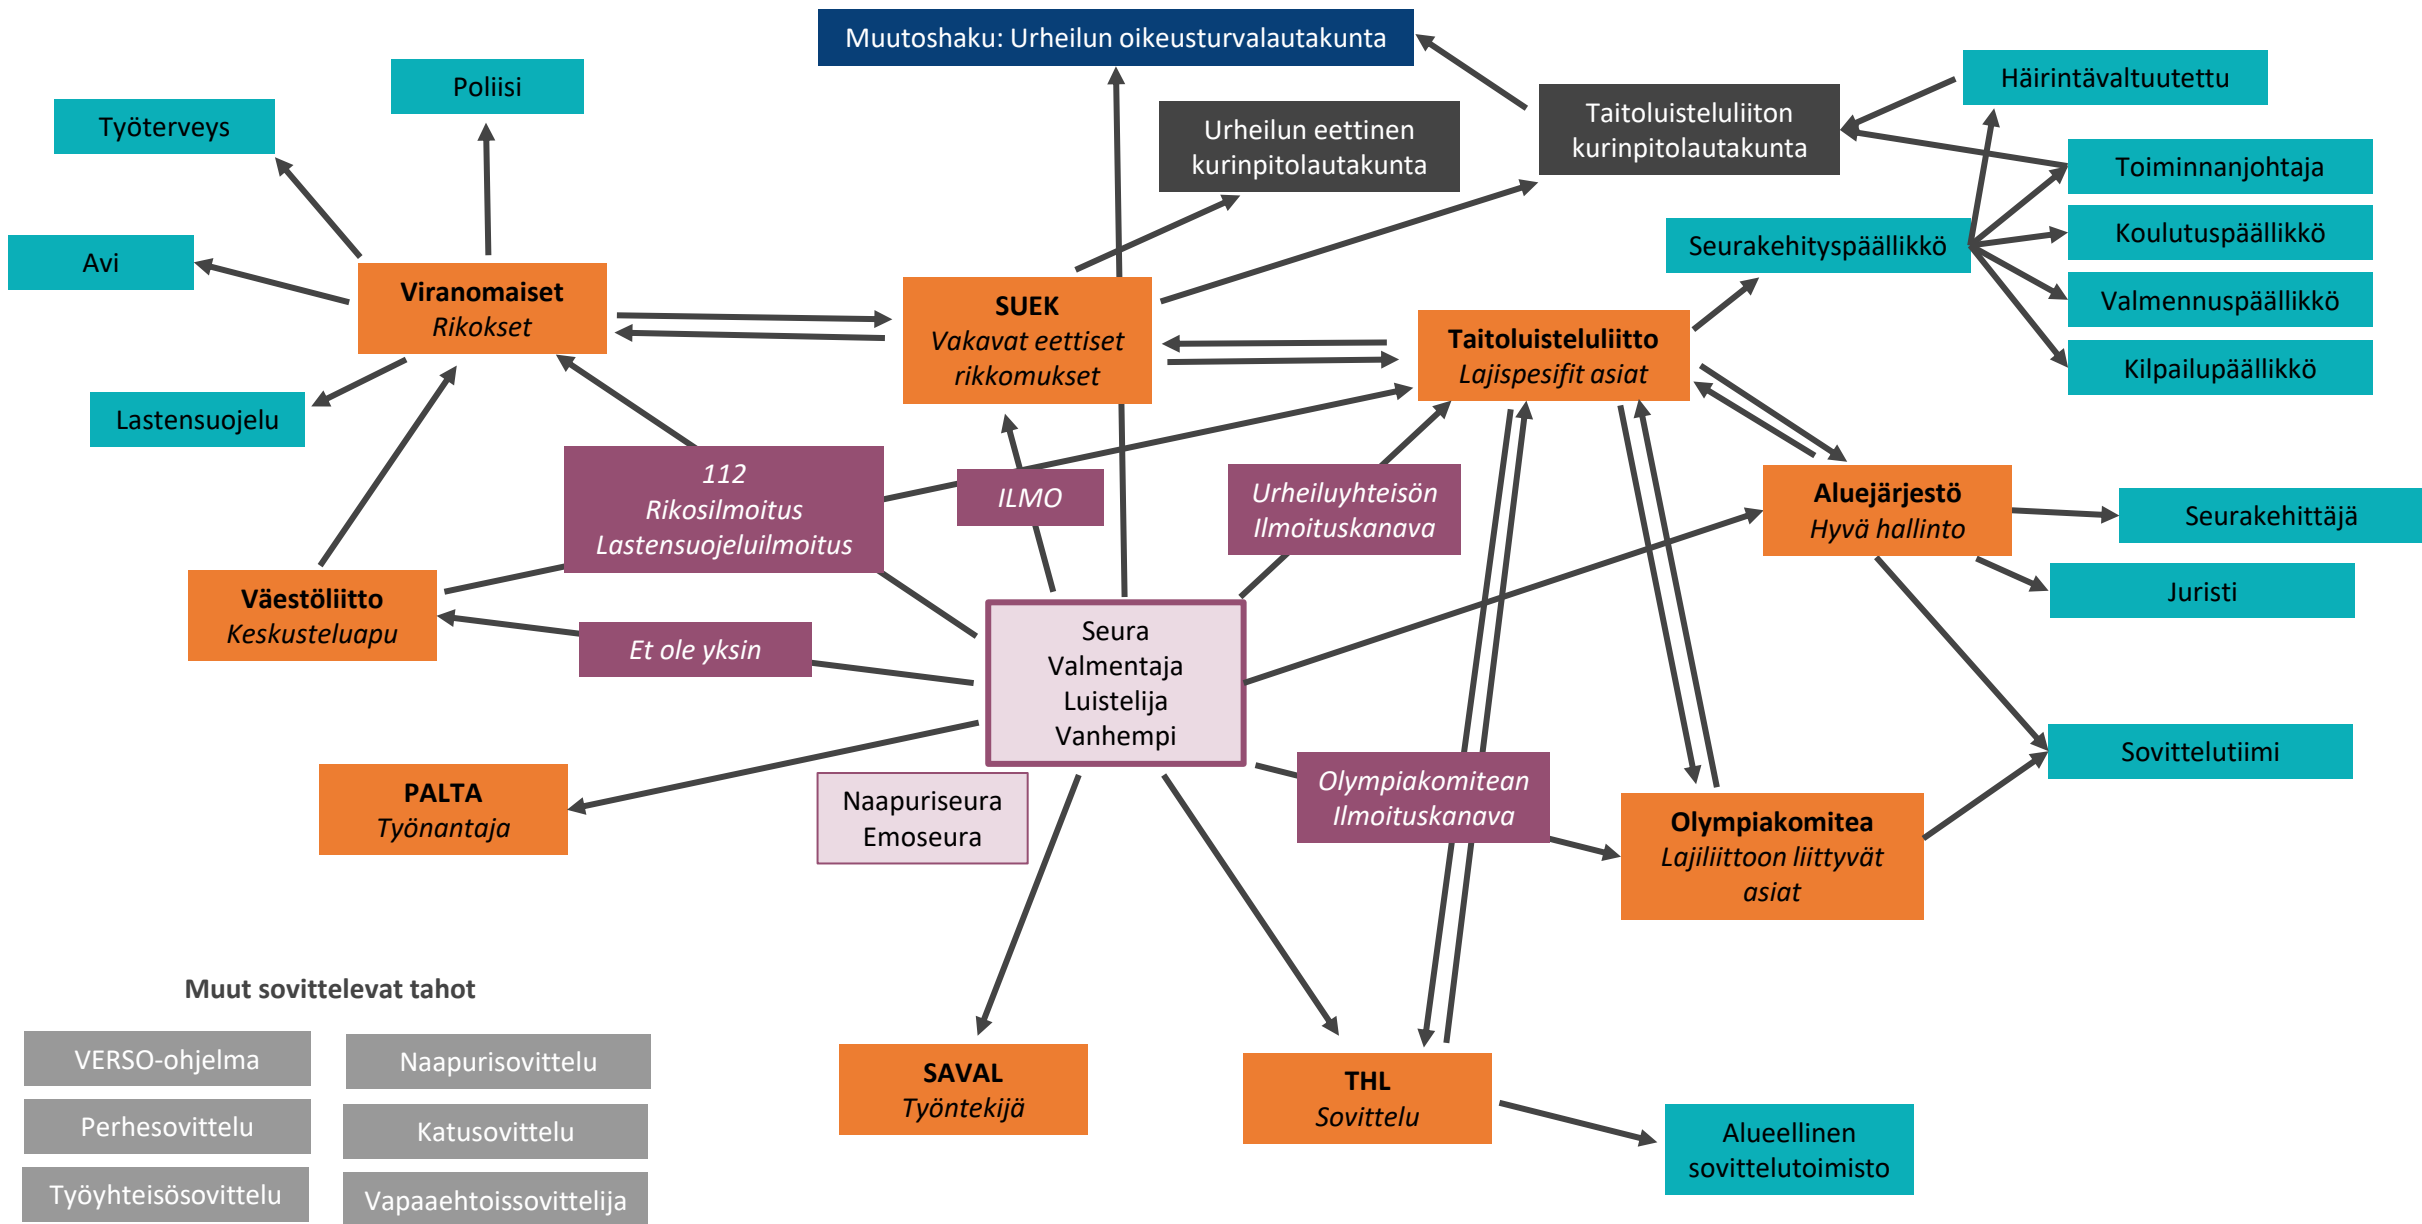 Muutoshaku: Urheilun oikeusturvalautakunta
Poliisi
Häirintävaltuutettu
Työterveys
Urheilun eettinen
kurinpitolautakunta
Taitoluisteluliiton
kurinpitolautakunta
Toiminnanjohtaja
Koulutuspäällikkö
Seurakehityspäällikkö
Avi
Valmennuspäällikkö
Viranomaiset
Rikokset
SUEK
Vakavat eettiset
rikkomukset
Taitoluisteluliitto
Lajispesifit asiat
Kilpailupäällikkö
Lastensuojelu
112
Rikosilmoitus
Lastensuojeluilmoitus
ILMO
Urheiluyhteisön
Ilmoituskanava
Aluejärjestö
Hyvä hallinto
Seurakehittäjä
Juristi
Väestöliitto
Keskusteluapu
Et ole yksin
Seura
Valmentaja
Luistelija
Vanhempi
Sovittelutiimi
PALTA
Työnantaja
Naapuriseura
Emoseura
Olympiakomitean
Ilmoituskanava
Olympiakomitea
Lajiliittoon liittyvät
asiat
Muut sovittelevat tahot
VERSO-ohjelma
Naapurisovittelu
Perhesovittelu
Katusovittelu
Työyhteisösovittelu
Vapaaehtoissovittelija
SAVAL
Työntekijä
THL
Sovittelu
Alueellinen
sovittelutoimisto